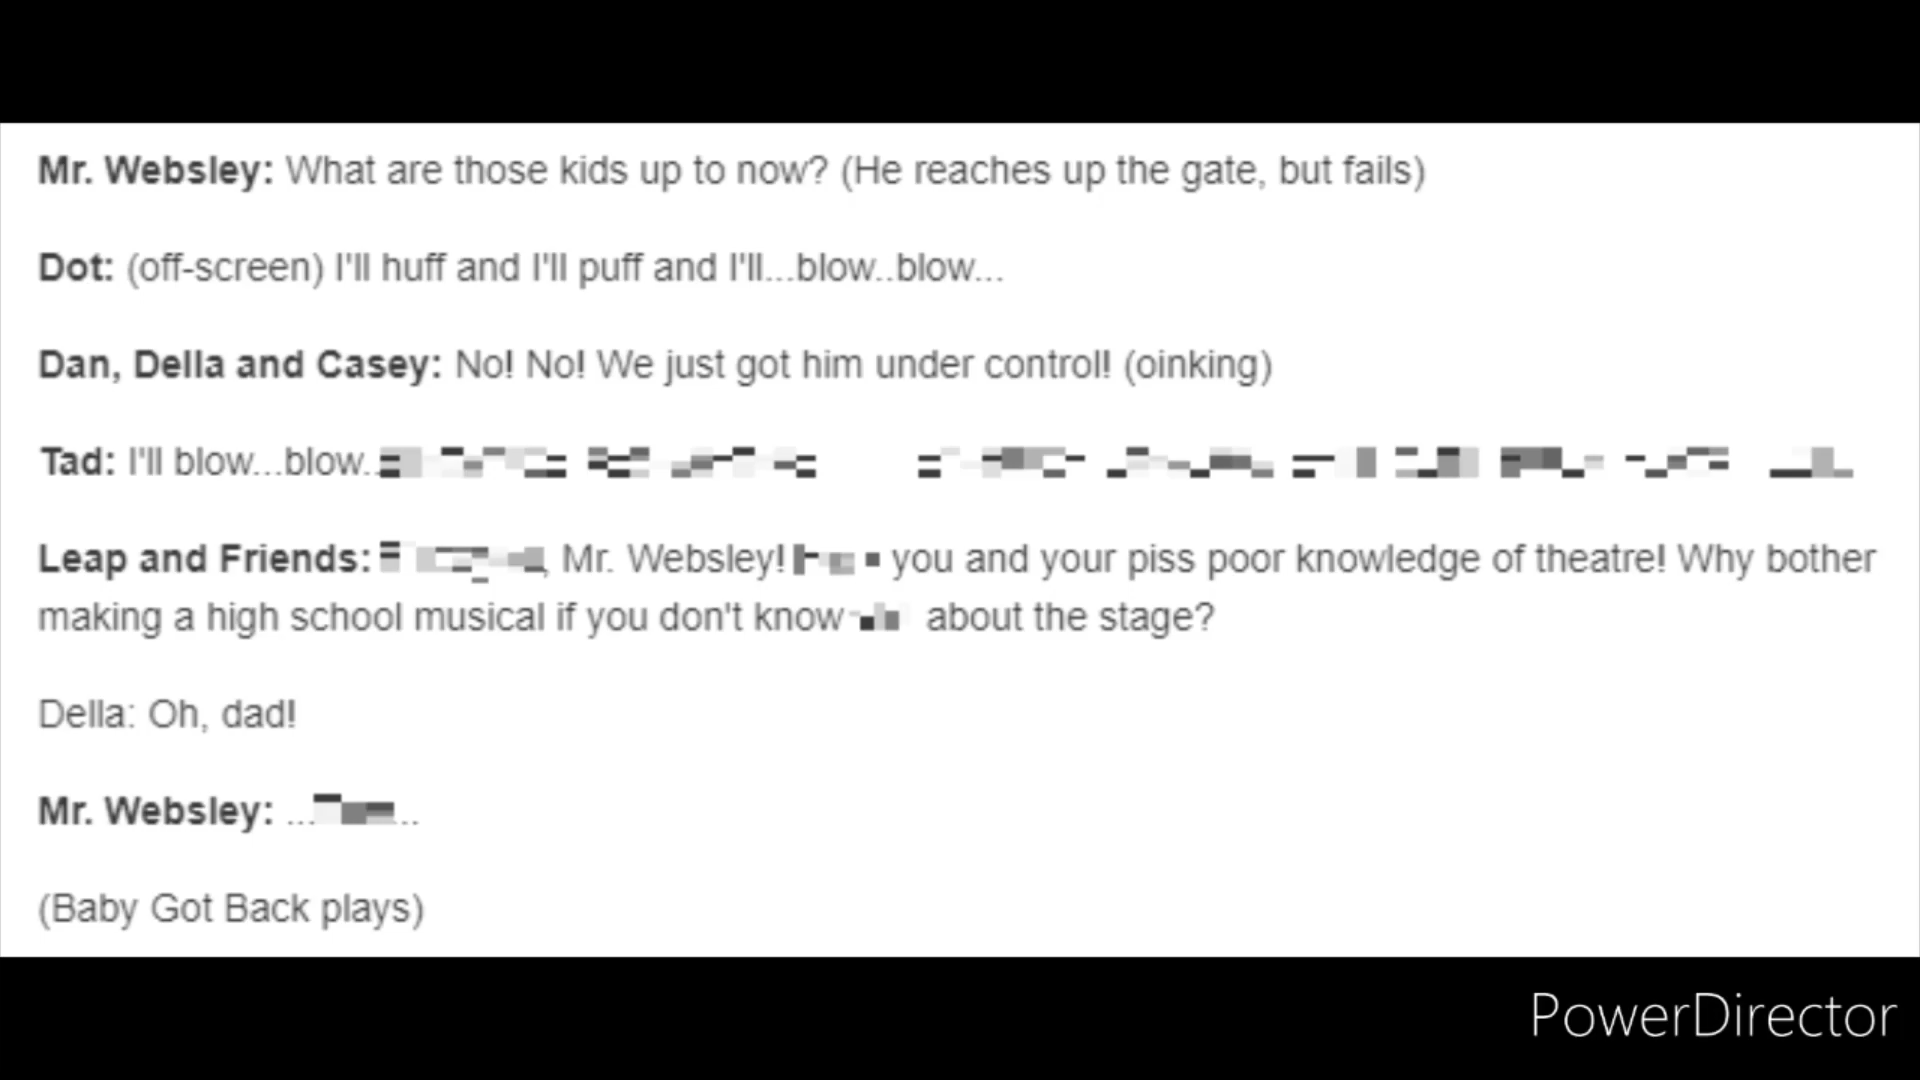 Mr. Websley: What are those kids up to now? (He reaches up the gate, but fails)
Dot: (off-screen) I'll huff and I'll puff and I'll...blow..blow...
Dan, Della and Casey: No! No! We just got him under control! (oinking)
Tad: I'll blow...blow..
Leap and Friends: , Mr. Websley! you and your piss poor knowledge of theatre! Why bother
making a high school musical if you don't know about the stage?
Della: Oh, dad!
Mr. Websley: ... ..
(Baby Got Back plays)
PowerDirector